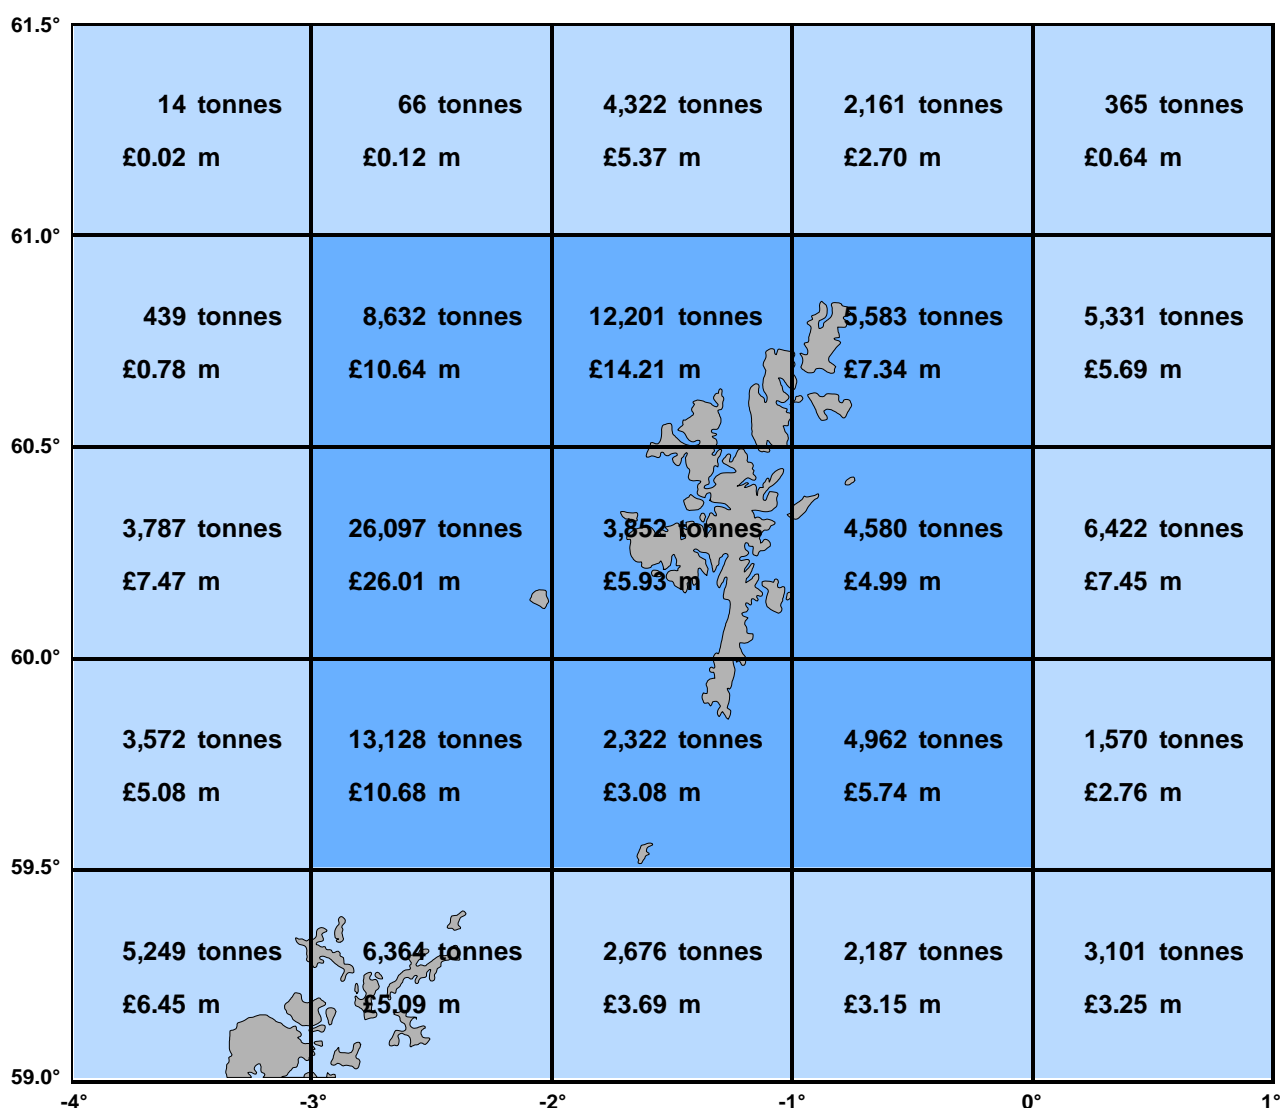 61.5°
14 tonnes 66 tonnes 4,322 tonnes 2,161 tonnes 365 tonnes
£0.02 m £0.12 m £5.37 m £2.70 m £0.64 m
61.0°
439 tonnes 8,632 tonnes 12,201 tonnes 5,583 tonnes 5,331 tonnes
£0.78 m £10.64 m £14.21 m £7.34 m £5.69 m
60.5°
3,787 tonnes 26,097 tonnes 3,852 tonnes 4,580 tonnes 6,422 tonnes
£7.47 m £26.01 m £5.93 m £4.99 m £7.45 m
60.0°
3,572 tonnes 13,128 tonnes 2,322 tonnes 4,962 tonnes 1,570 tonnes
£5.08 m £10.68 m £3.08 m £5.74 m £2.76 m
59.5°
5,249 tonnes 6,364 tonnes 2,676 tonnes 2,187 tonnes 3,101 tonnes
£6.45 m £5.09 m £3.69 m £3.15 m £3.25 m
59.0°
-4° -3° -2° -1° 0° 1°